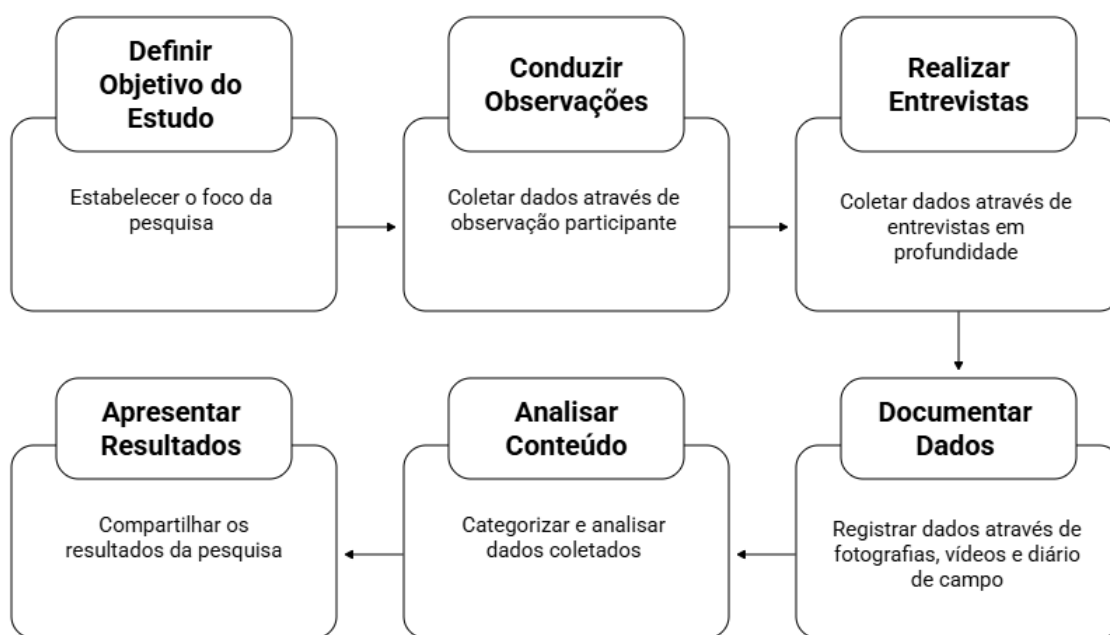 Definir
Objetivo do
Estudo
Estabelecer o foco da
pesquisa
Conduzir
Observações
Coletar dados através de
observação participante
Realizar
Entrevistas
Coletar dados através de
entrevistas em
profundidade
Documentar
Dados
Registrar dados através de
fotografias, vídeos e diário
de campo
Analisar
Conteúdo
Categorizar e analisar
dados coletados
Apresentar
Resultados
Compartilhar os
resultados da pesquisa